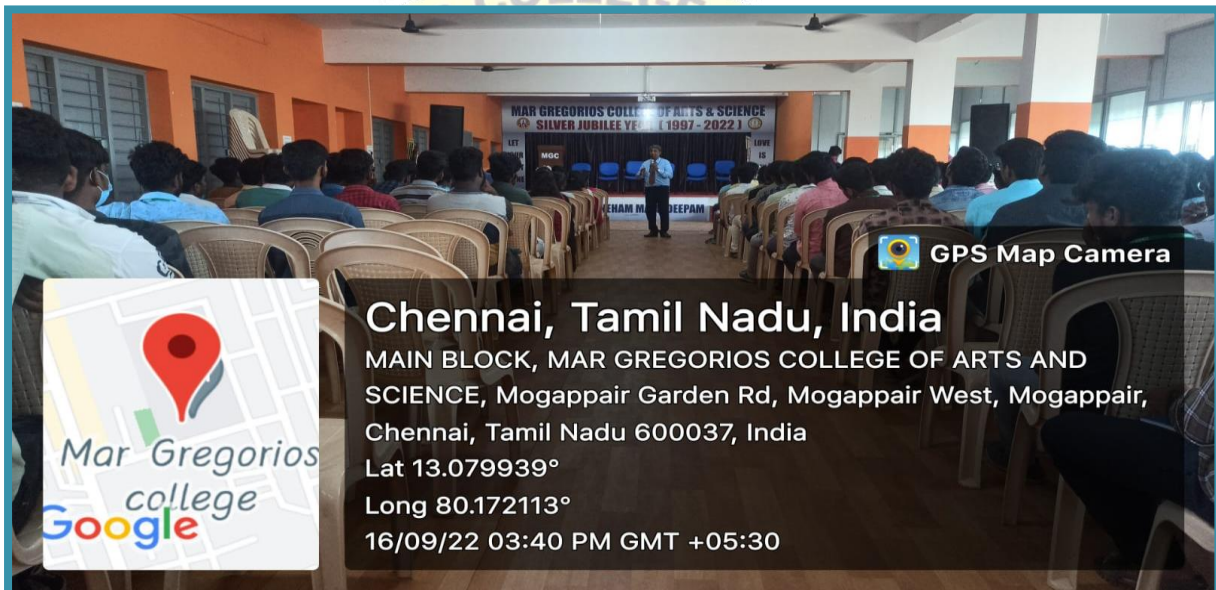 COLLEGE
MAR GREGORIOS COLLEGE OF ARTS & SCIENCE
SILVER JUBILEE YEAR (1997 - 2022)
LET
LOVE
IS
MGC
DEEPAM
GPS Map Camera
Chennai, Tamil Nadu, India
MAIN BLOCK, MAR GREGORIOS COLLEGE OF ARTS AND
SCIENCE, Mogappair Garden Rd, Mogappair West, Mogappair,
Chennai, Tamil Nadu 600037, India
Lat 13.079939°
Long 80.172113°
16/09/22 03:40 PM GMT +05:30
Mar Gregorios
college
Google